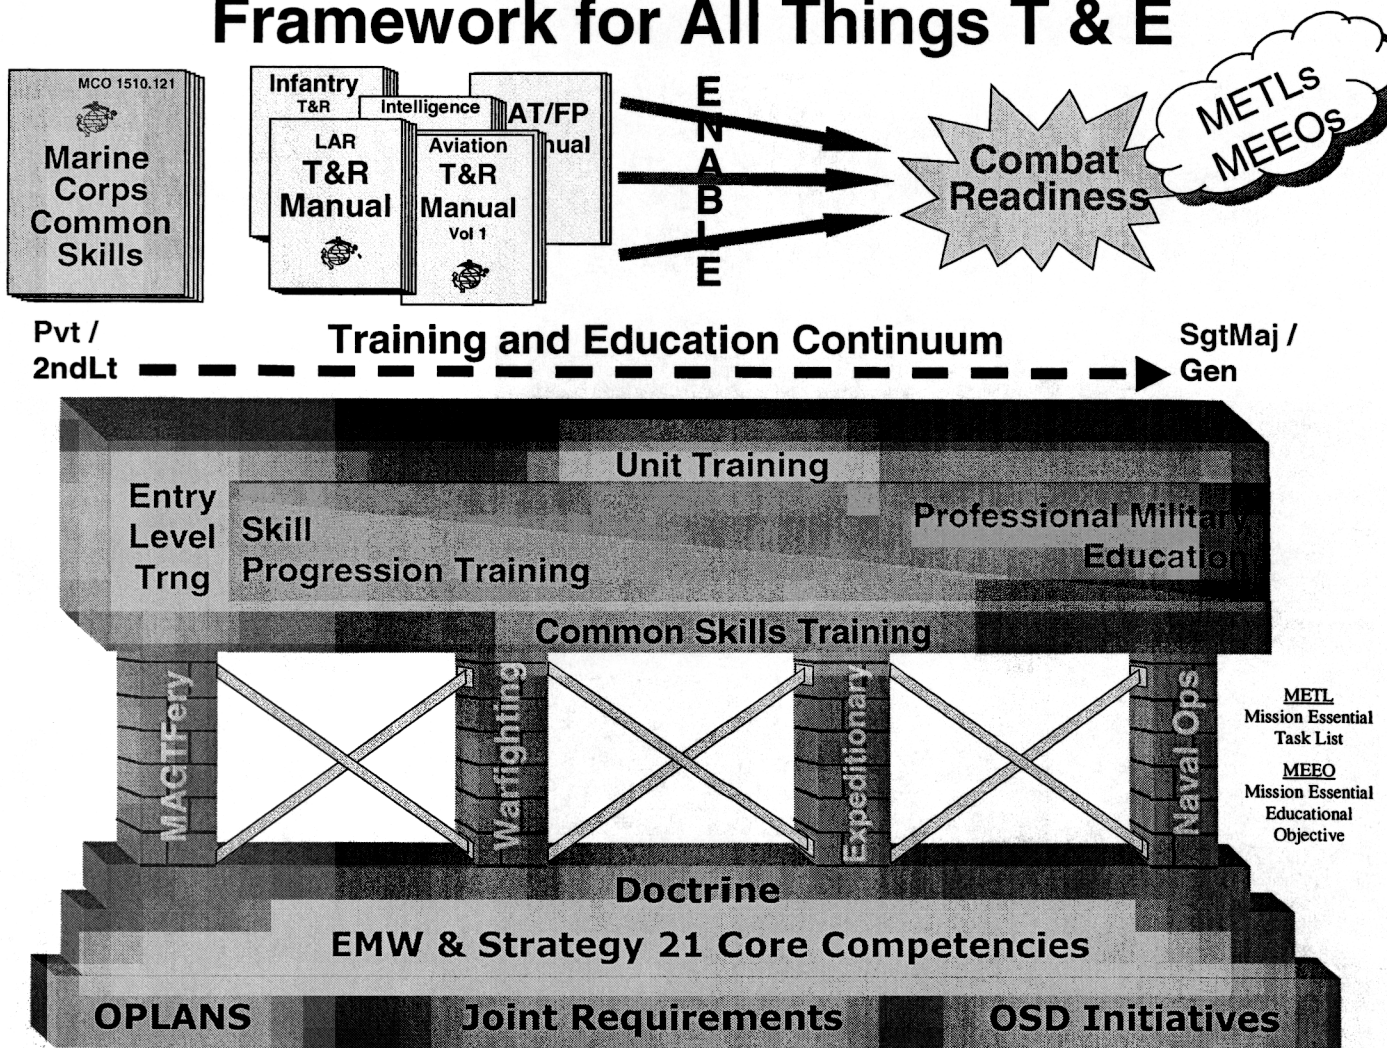 Framework for All Things T & E
MCO 1510.121
Marine
Corps
Common
Skills
Infantry
T&R
Intelligence
AT/FP
nual
LAR
T&R
Manual
Aviation
T&R
Manual
Vol 1
ENABLE
Combat
Readiness
METLs
MEEOs
Pvt /
2ndLt
Training and Education Continuum
SgtMaj /
Gen
Unit Training
Entry
Level
Trng
Skill
Progression Training
Professional Military
Education
Common Skills Training
MAGTFery
Warfighting
Expeditionary
Naval Ops
METL
Mission Essential
Task List
MEEO
Mission Essential
Educational
Objective
Doctrine
EMW & Strategy 21 Core Competencies
OPLANS
Joint Requirements
OSD Initiatives